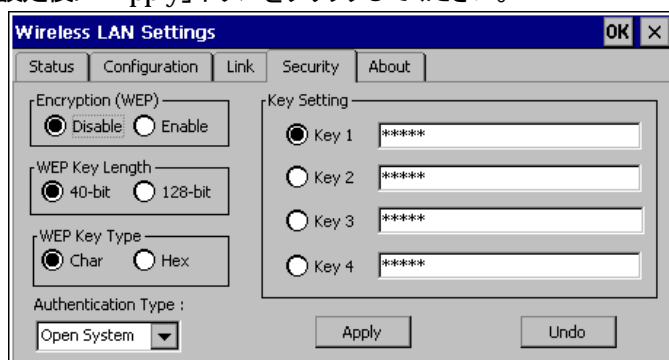 Apply
Wireless LAN Settings
OK ×
Status Configuration Link Security About
Encryption (WEP)
Disable Enable
WEP Key Length
40-bit 128-bit
WEP Key Type
Char Hex
Authentication Type :
Open System
Key Setting
Key 1 *****
Key 2 *****
Key 3 *****
Key 4 *****
Apply Undo